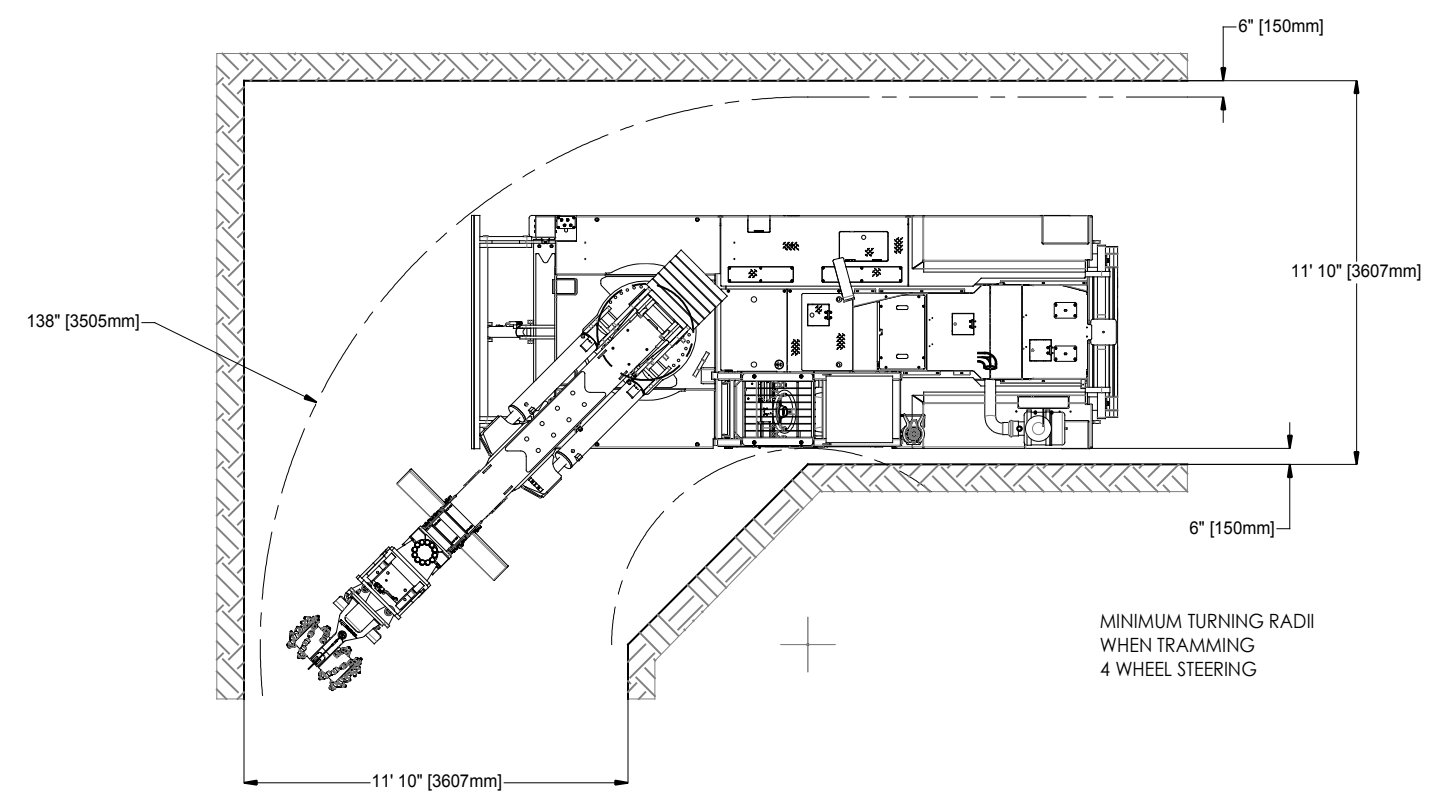 6" [150mm]
11' 10" [3607mm]
138" [3505mm]
6" [150mm]
MINIMUM TURNING RADII
WHEN TRAMMING
4 WHEEL STEERING
11' 10" [3607mm]